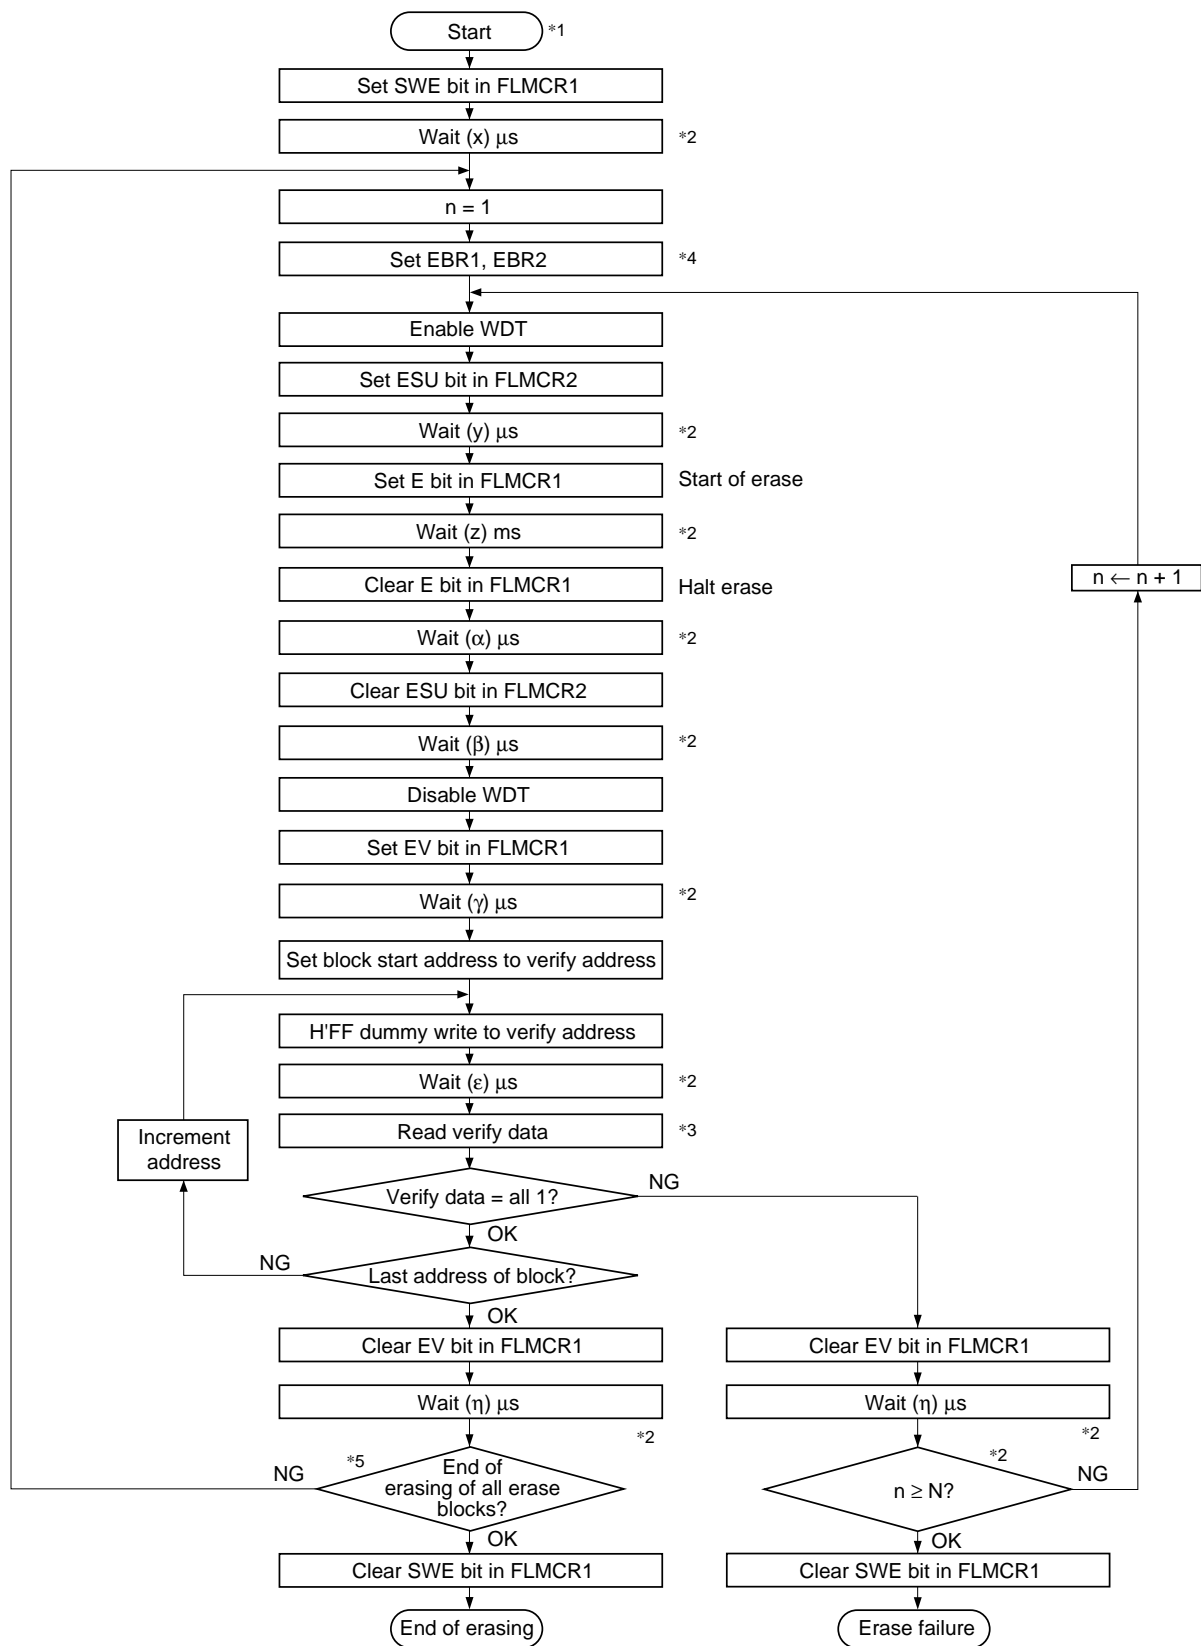 Start *1
Set SWE bit in FLMCR1
Wait (x) μs *2
n = 1
Set EBR1, EBR2 *4
Enable WDT
Set ESU bit in FLMCR2
Wait (y) μs *2
Set E bit in FLMCR1 Start of erase
Wait (z) ms *2
Clear E bit in FLMCR1 Halt erase
n ← n + 1
Wait (α) μs *2
Clear ESU bit in FLMCR2
Wait (β) μs *2
Disable WDT
Set EV bit in FLMCR1
Wait (γ) μs *2
Set block start address to verify address
H'FF dummy write to verify address
Wait (ε) μs *2
Read verify data *3
Increment
address
Verify data = all 1? NG
OK
NG Last address of block?
OK
Clear EV bit in FLMCR1
Wait (η) μs
*2
*5
NG
End of
erasing of all erase
blocks?
OK
Clear SWE bit in FLMCR1
End of erasing
Clear EV bit in FLMCR1
Wait (η) μs
*2
*2
n ≥ N? NG
OK
Clear SWE bit in FLMCR1
Erase failure